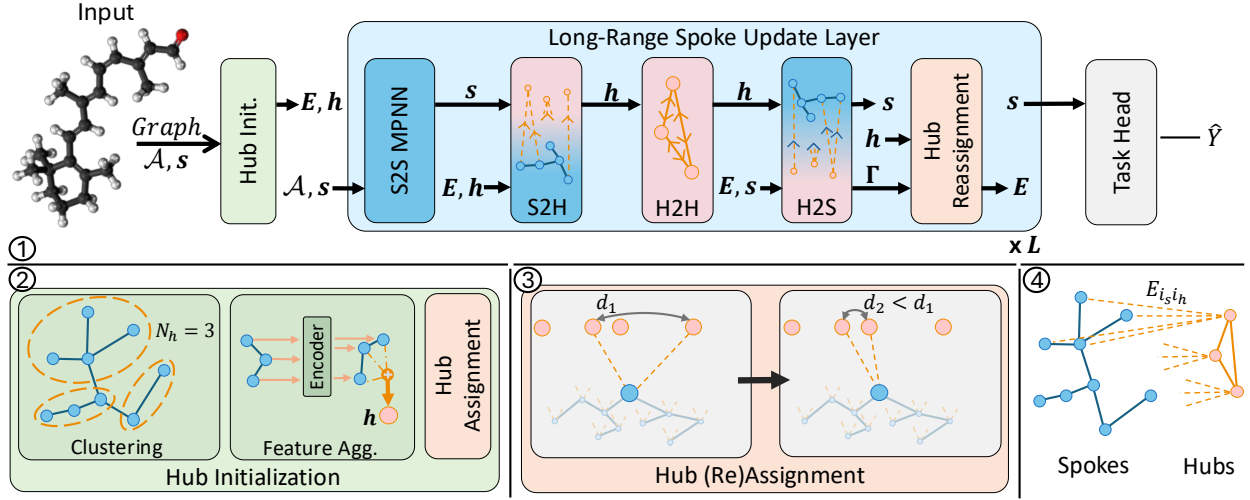 Input
Graph
𝒜, s
Hub Init.
E, h
𝒜, s
Long-Range Spoke Update Layer
S2S MPNN
s
E, h
S2H
h
H2H
h
E, s
H2S
s
h
Γ
Hub
Reassignment
E
s
Task Head
Ŷ
x L
①
②
N_h = 3
Clustering
Encoder
h
Feature Agg.
Hub
Assignment
Hub Initialization
③
d_1
d_2 < d_1
Hub (Re)Assignment
④
E_{i_s i_h}
Spokes
Hubs